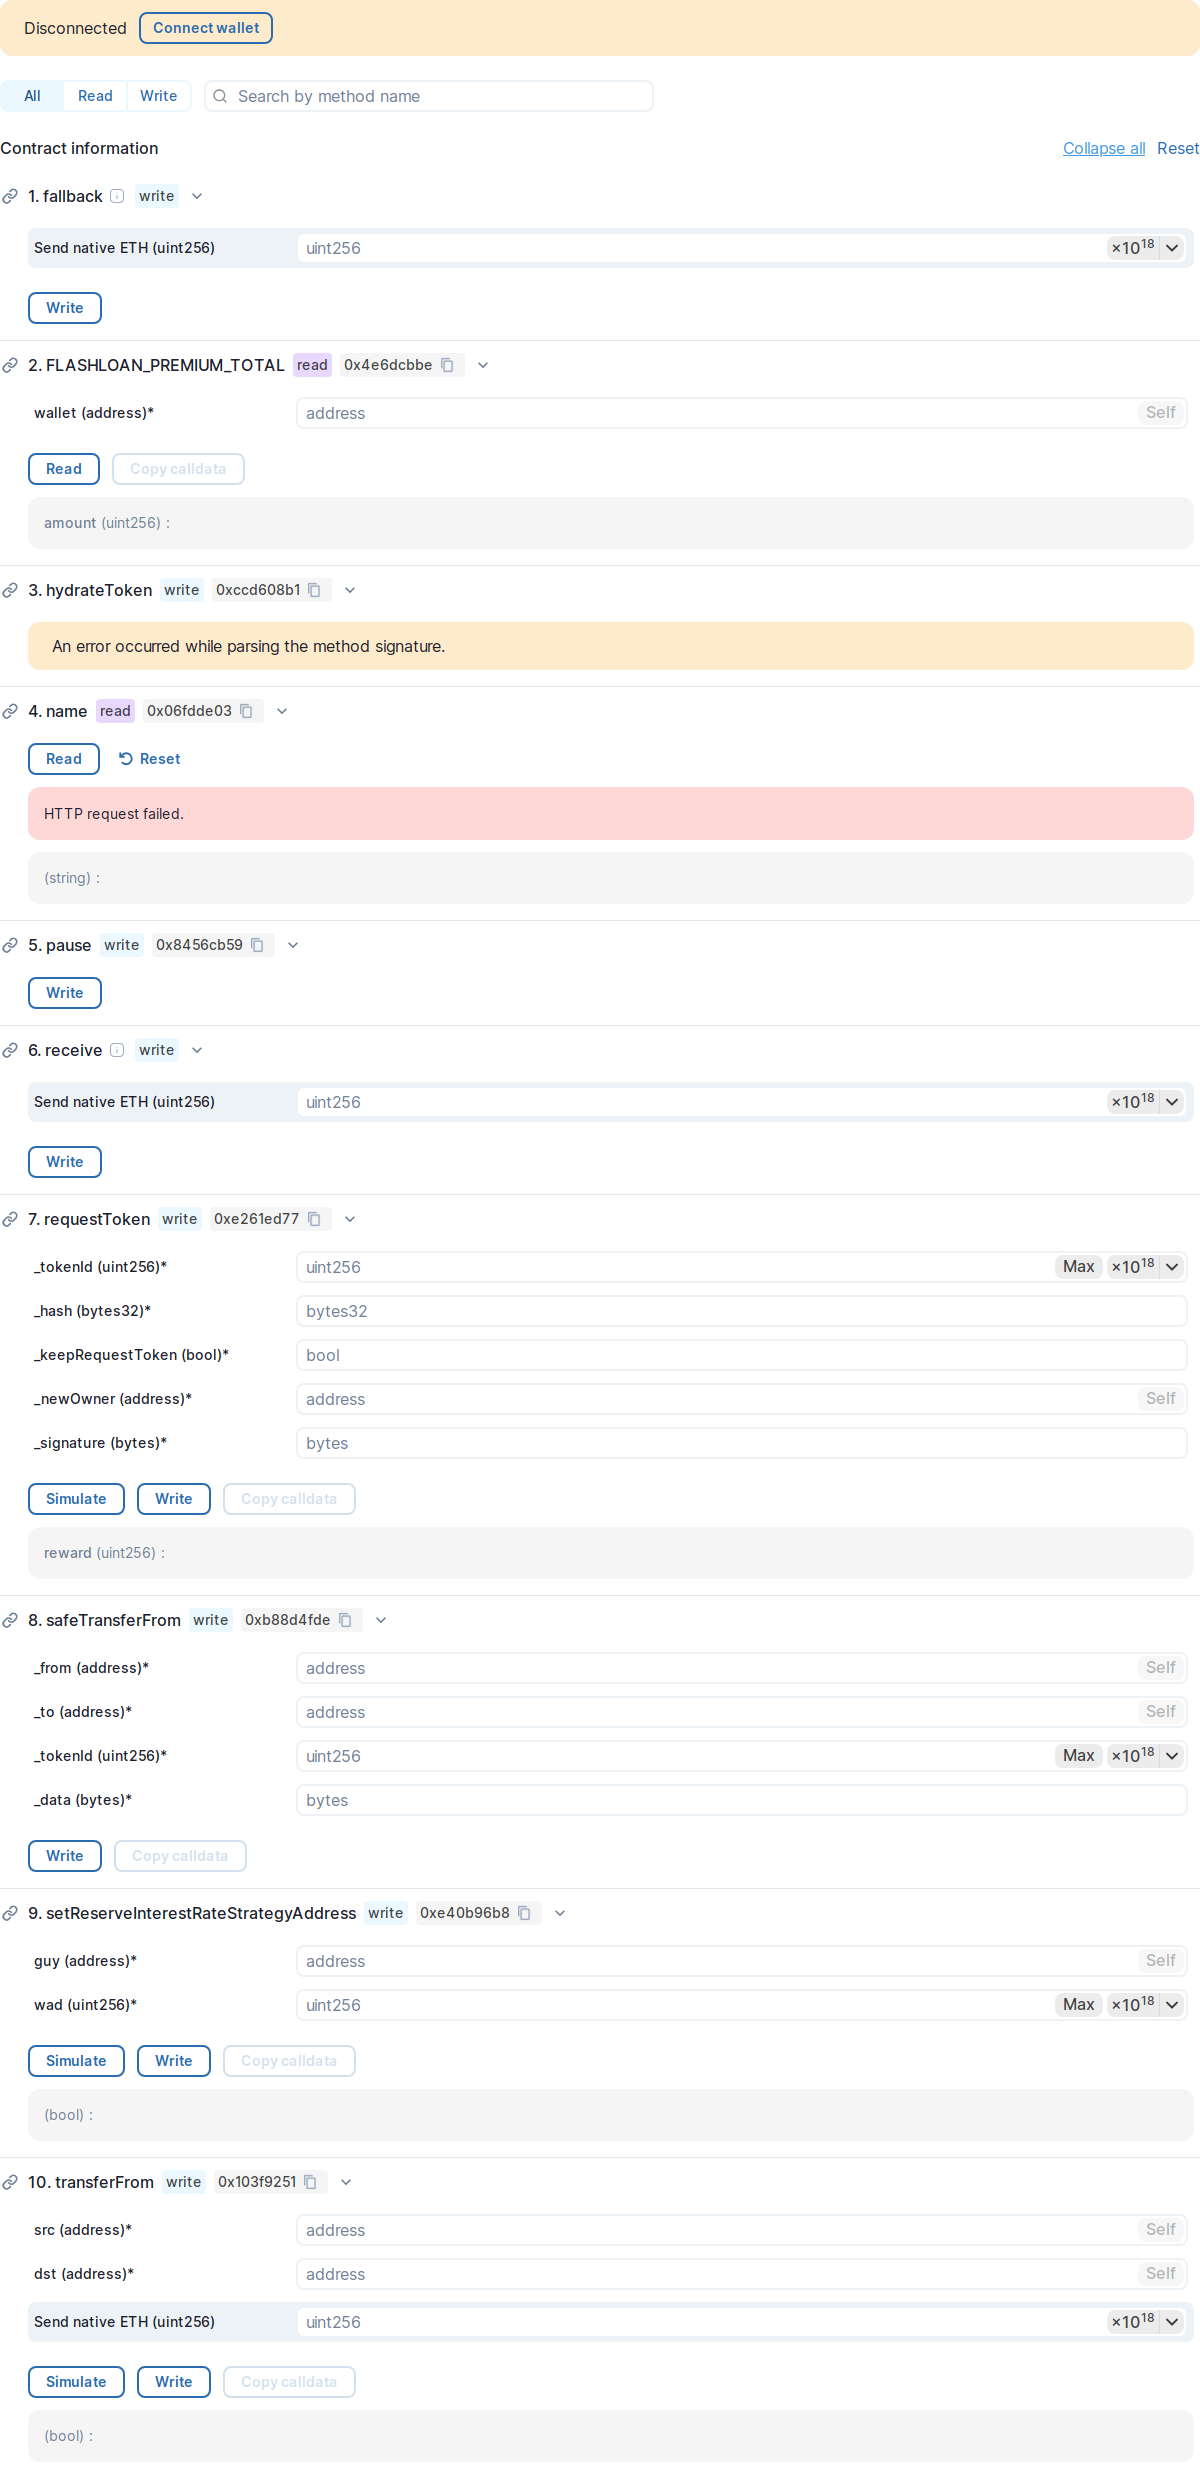 Disconnected Connect wallet
All Read Write Search by method name
Contract information Collapse all Reset
1. fallback write
Send native ETH (uint256) uint256 ×10^18
Write
2. FLASHLOAN_PREMIUM_TOTAL read 0x4e6dcbbe
wallet (address)* address Self
Read Copy calldata
amount (uint256) :
3. hydrateToken write 0xccd608b1
An error occurred while parsing the method signature.
4. name read 0x06fdde03
Read Reset
HTTP request failed.
(string) :
5. pause write 0x8456cb59
Write
6. receive write
Send native ETH (uint256) uint256 ×10^18
Write
7. requestToken write 0xe261ed77
_tokenId (uint256)* uint256 Max ×10^18
_hash (bytes32)* bytes32
_keepRequestToken (bool)* bool
_newOwner (address)* address Self
_signature (bytes)* bytes
Simulate Write Copy calldata
reward (uint256) :
8. safeTransferFrom write 0xb88d4fde
_from (address)* address Self
_to (address)* address Self
_tokenId (uint256)* uint256 Max ×10^18
_data (bytes)* bytes
Write Copy calldata
9. setReserveInterestRateStrategyAddress write 0xe40b96b8
guy (address)* address Self
wad (uint256)* uint256 Max ×10^18
Simulate Write Copy calldata
(bool) :
10. transferFrom write 0x103f9251
src (address)* address Self
dst (address)* address Self
Send native ETH (uint256) uint256 ×10^18
Simulate Write Copy calldata
(bool) :